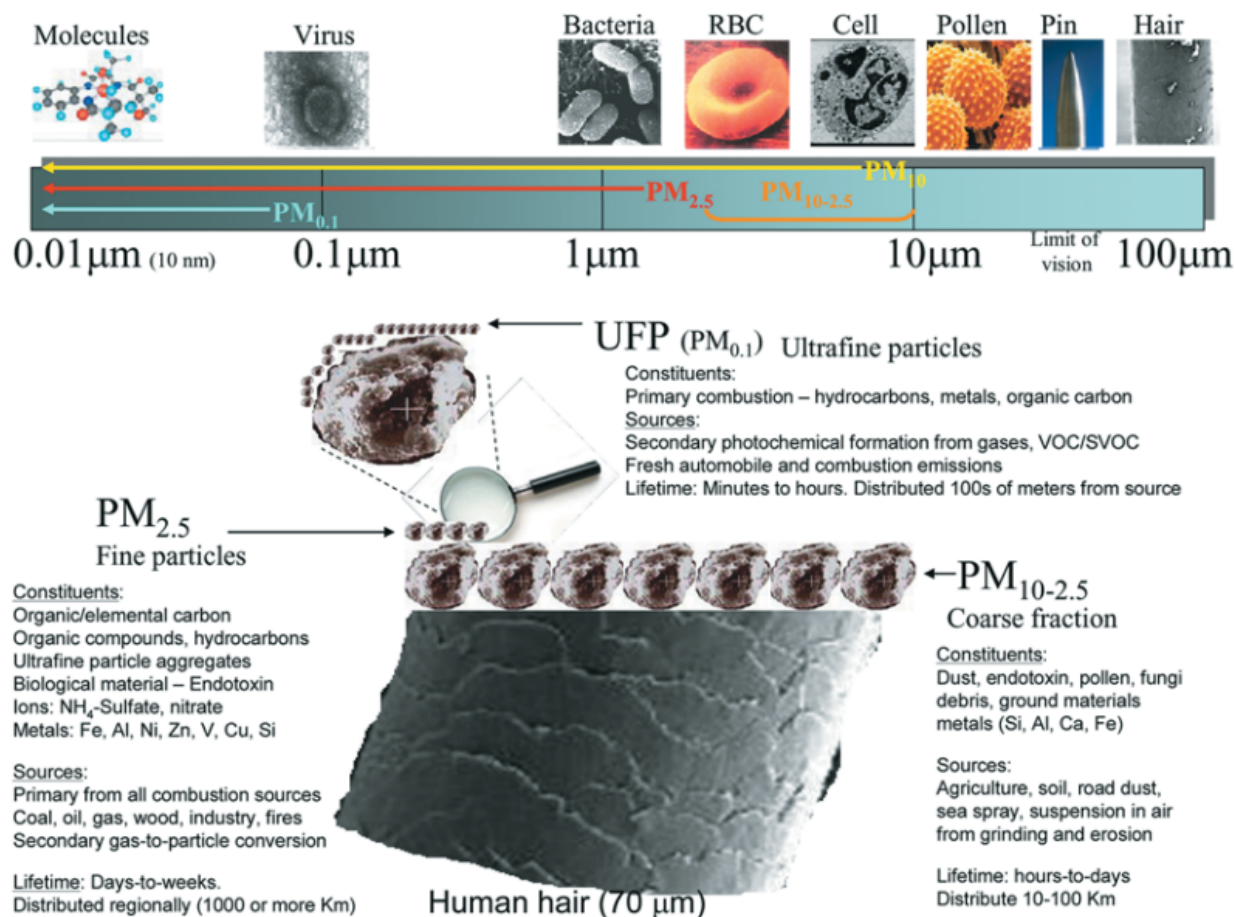 Molecules
Virus
Bacteria
RBC
Cell
Pollen
Pin
Hair
PM10
PM2.5
PM10-2.5
PM0.1
0.01μm (10 nm)
0.1μm
1μm
10μm
Limit of
vision
100μm
UFP (PM0.1) Ultrafine particles
Constituents:
Primary combustion – hydrocarbons, metals, organic carbon
Sources:
Secondary photochemical formation from gases, VOC/SVOC
Fresh automobile and combustion emissions
Lifetime: Minutes to hours. Distributed 100s of meters from source
PM2.5
Fine particles
Constituents:
Organic/elemental carbon
Organic compounds, hydrocarbons
Ultrafine particle aggregates
Biological material – Endotoxin
Ions: NH4-Sulfate, nitrate
Metals: Fe, Al, Ni, Zn, V, Cu, Si
Sources:
Primary from all combustion sources
Coal, oil, gas, wood, industry, fires
Secondary gas-to-particle conversion
Lifetime: Days-to-weeks.
Distributed regionally (1000 or more Km)
PM10-2.5
Coarse fraction
Constituents:
Dust, endotoxin, pollen, fungi
debris, ground materials
metals (Si, Al, Ca, Fe)
Sources:
Agriculture, soil, road dust,
sea spray, suspension in air
from grinding and erosion
Lifetime: hours-to-days
Distribute 10-100 Km
Human hair (70 μm)